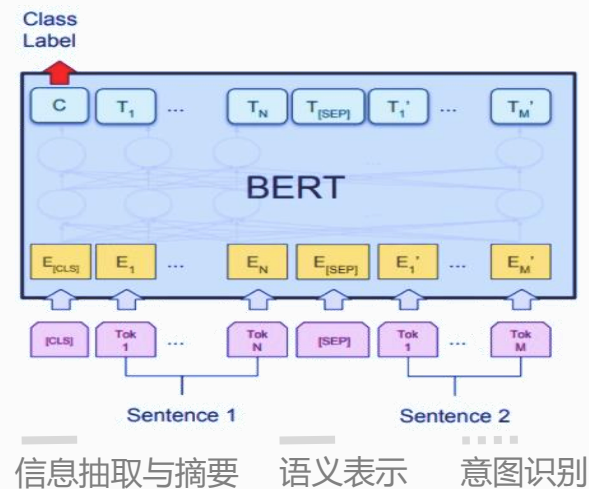 Class
Label
C T1 ... TN T[SEP] T1' ... TM'
BERT
E[CLS] E1 ... EN E[SEP] E1' ... EM'
[CLS] Tok 1 ... Tok N [SEP] Tok 1 ... Tok M
Sentence 1 Sentence 2
信息抽取与摘要 语义表示 意图识别